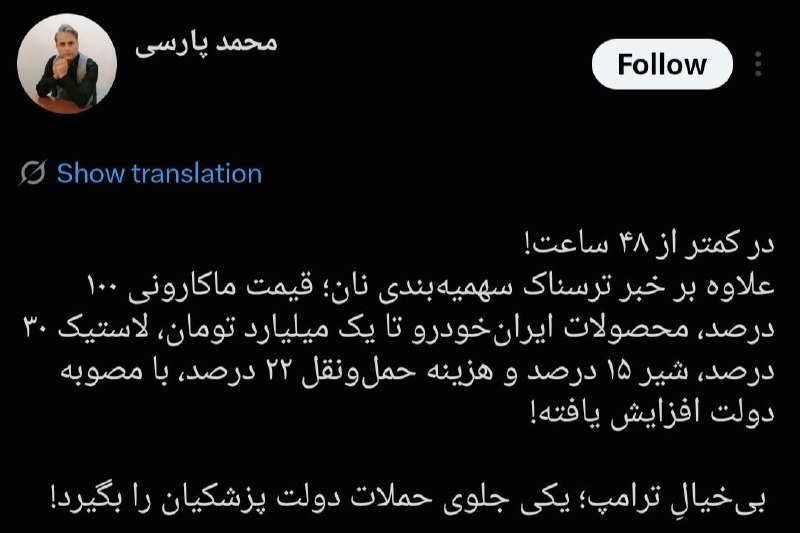 محمد پارسی
Follow
Show translation
در کمتر از ۴۸ ساعت!
علاوه بر خبر ترسناک سهمیه‌بندی نان؛ قیمت ماکارونی ۱۰۰
درصد، محصولات ایران‌خودرو تا یک میلیارد تومان، لاستیک ۳۰
درصد، شیر ۱۵ درصد و هزینه حمل‌ونقل ۲۲ درصد، با مصوبه
دولت افزایش یافته!
بی‌خیالِ ترامپ؛ یکی جلوی حملات دولت پزشکیان را بگیرد!